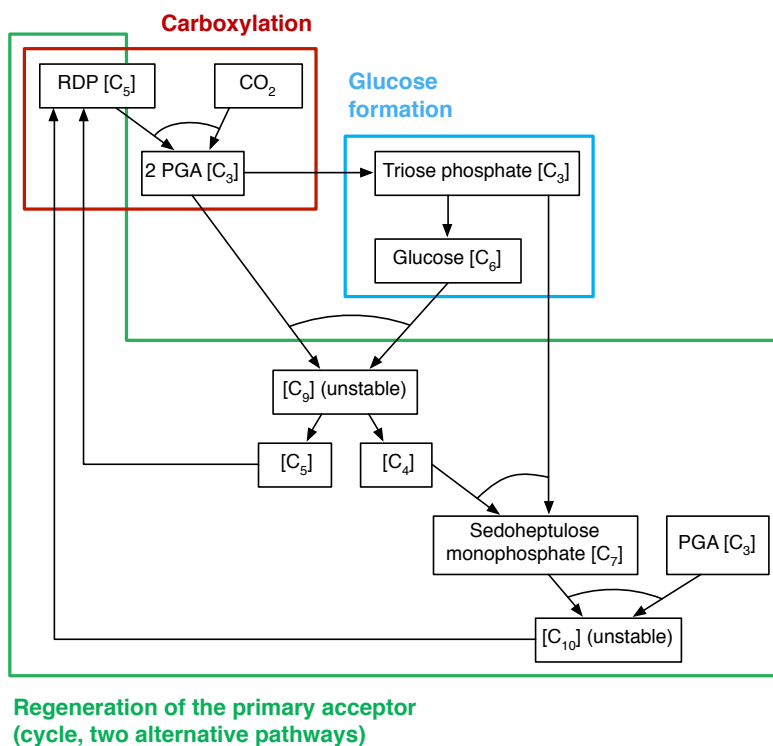 Carboxylation
RDP [C₅]
CO₂
Glucose
formation
2 PGA [C₃]
Triose phosphate [C₃]
Glucose [C₆]
[C₉] (unstable)
[C₅]
[C₄]
Sedoheptulose
monophosphate [C₇]
PGA [C₃]
[C₁₀] (unstable)
Regeneration of the primary acceptor
(cycle, two alternative pathways)